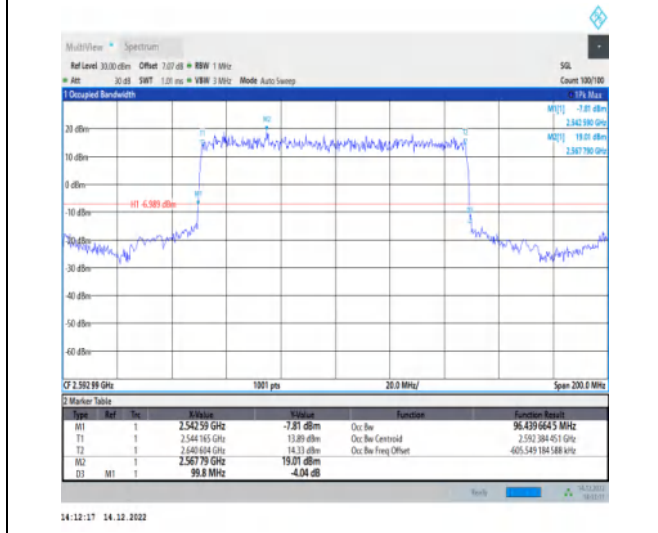 MultiView Spectrum
Ref Level 30.00 dBm Offset 7.07 dB RBW 1 MHz SGL
Att 30 dB SWT 1.01 ms VBW 3 MHz Mode Auto Sweep Count 100/100
1 Occupied Bandwidth 1Pk Max
M1[1] -7.81 dBm
2.542590 GHz
M2[1] 19.01 dBm
2.567790 GHz
M2
T1
20 dBm
10 dBm
0 dBm
M1
H1 -6.989 dBm
-10 dBm
-20 dBm
-30 dBm
-40 dBm
-50 dBm
-60 dBm
CF 2.592 99 GHz 1001 pts 20.0 MHz/ Span 200.0 MHz
2 Marker Table
Type Ref Trc X-Value Y-Value Function Function Result
M1 1 2.542 59 GHz -7.81 dBm Occ Bw 96.439 664 5 MHz
T1 1 2.544 165 GHz 13.89 dBm Occ Bw Centroid 2.592 384 451 GHz
T2 1 2.640 604 GHz 14.33 dBm Occ Bw Freq Offset -605.549 184 588 kHz
M2 1 2.567 79 GHz 19.01 dBm
D3 M1 1 99.8 MHz -4.04 dB
Ready 14.12.2022
14:12:17 14.12.2022